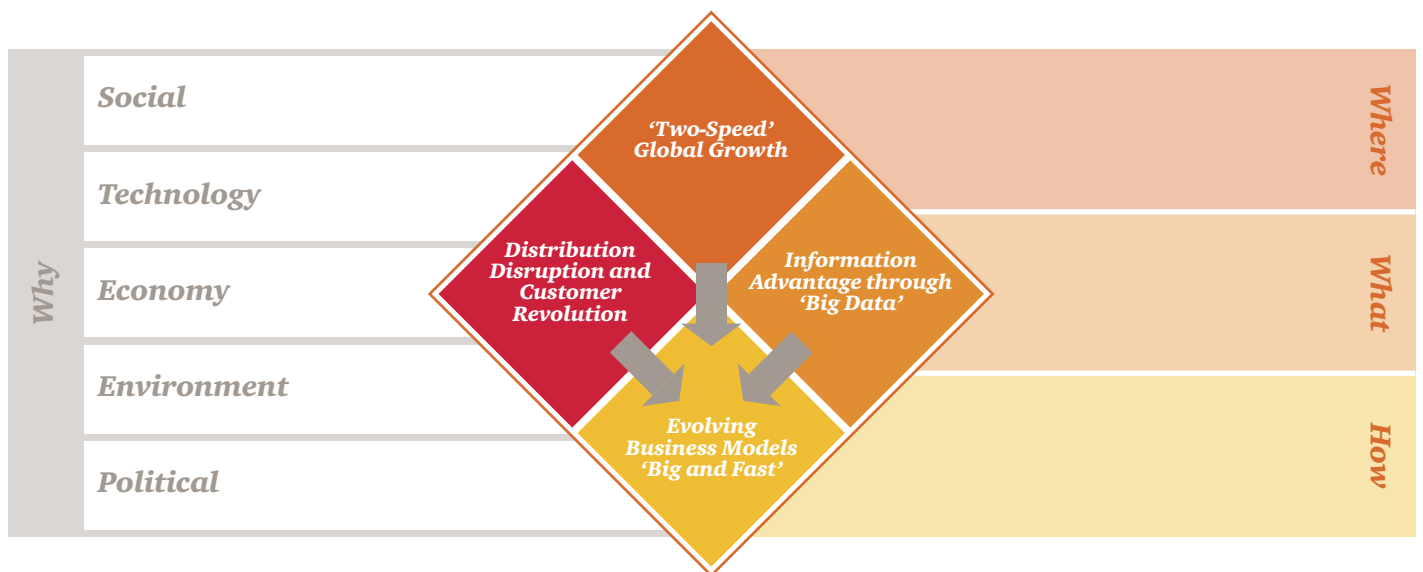 Why
Social
Technology
Economy
Environment
Political
‘Two-Speed’
Global Growth
Distribution
Disruption and
Customer
Revolution
Information
Advantage through
‘Big Data’
Evolving
Business Models
‘Big and Fast’
Where
What
How